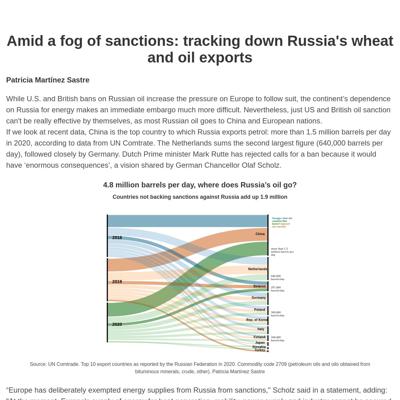 Amid a fog of sanctions: tracking down Russia's wheat
and oil exports
Patricia Martínez Sastre
While U.S. and British bans on Russian oil increase the pressure on Europe to follow suit, the continent's dependence
on Russia for energy makes an immediate embargo much more difficult. Nevertheless, just US and British oil sanction
can't be really effective by themselves, as most Russian oil goes to China and European nations.
If we look at recent data, China is the top country to which Russia exports petrol: more than 1.5 million barrels per day
in 2020, according to data from UN Comtrade. The Netherlands sums the second largest figure (640,000 barrels per
day), followed closely by Germany. Dutch Prime minister Mark Rutte has rejected calls for a ban because it would
have 'enormous consequences', a vision shared by German Chancellor Olaf Scholz.
4.8 million barrels per day, where does Russia's oil go?
Countries not backing sanctions against Russia add up 1.9 million
2018
China
Netherlands
2019
Belarus
Germany
Poland
Rep. of Korea
2020
Italy
Finland
Japan
Slovakia
Turkey
Source: UN Comtrade. Top 10 export countries as reported by the Russian Federation in 2020. Commodity code 2709 (petroleum oils and oils obtained from
bituminous minerals, crude, other). Patricia Martínez Sastre
“Europe has deliberately exempted energy supplies from Russia from sanctions,” Scholz said in a statement, adding: